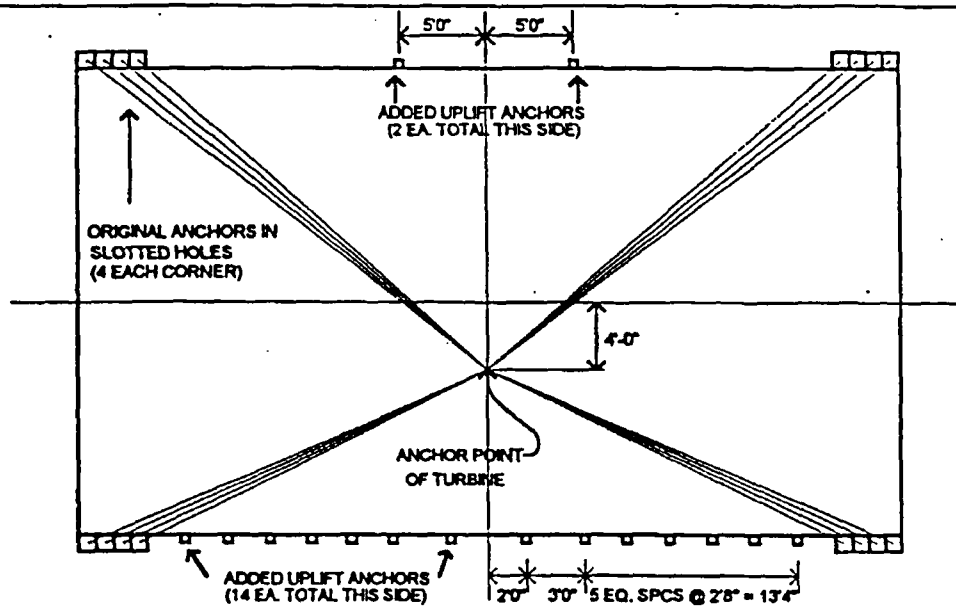 5'0" 5'0"
ADDED UPLIFT ANCHORS
(2 EA. TOTAL THIS SIDE)
ORIGINAL ANCHORS IN
SLOTTED HOLES
(4 EACH CORNER)
4'-0"
ANCHOR POINT
OF TURBINE
ADDED UPLIFT ANCHORS
(14 EA. TOTAL THIS SIDE)
2'0" 3'0" 5 EQ. SPCS @ 2'8" = 13'4"